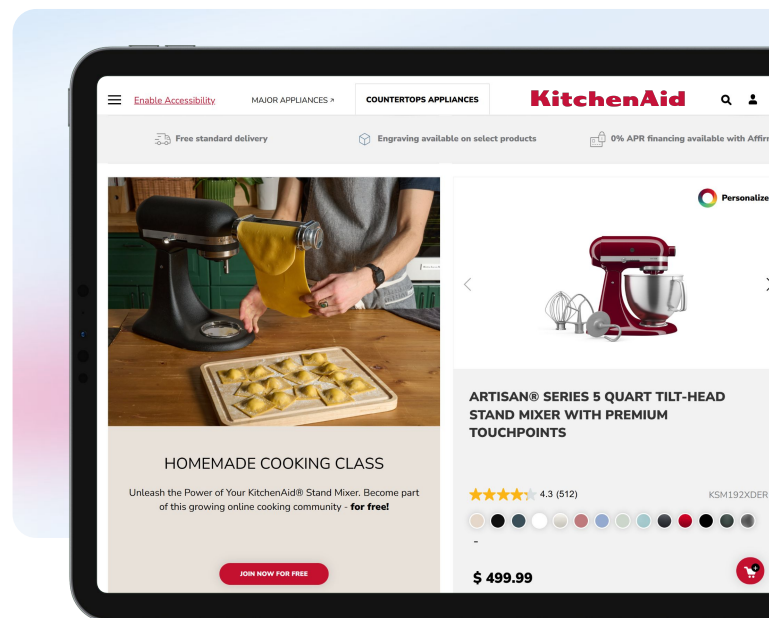 Enable Accessibility
MAJOR APPLIANCES ↗
COUNTERTOPS APPLIANCES
KitchenAid
Free standard delivery
Engraving available on select products
0% APR financing available with Affirm
Personalize
HOMEMADE COOKING CLASS
Unleash the Power of Your KitchenAid® Stand Mixer. Become part
of this growing online cooking community - for free!
JOIN NOW FOR FREE
ARTISAN® SERIES 5 QUART TILT-HEAD
STAND MIXER WITH PREMIUM
TOUCHPOINTS
4.3 (512)
KSM192XDER
-
$ 499.99